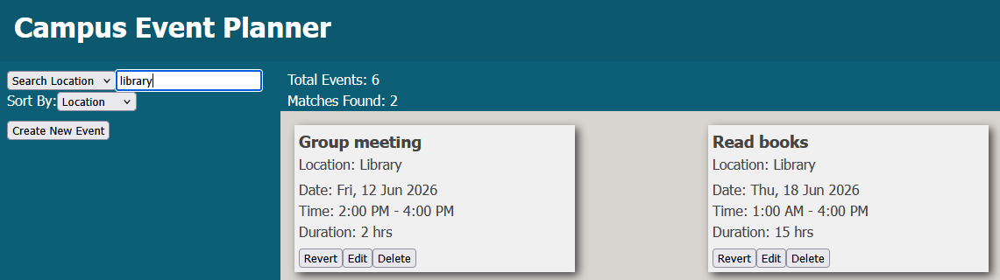 Campus Event Planner
Search Location library
Sort By: Location
Create New Event
Total Events: 6
Matches Found: 2
Group meeting
Location: Library
Date: Fri, 12 Jun 2026
Time: 2:00 PM - 4:00 PM
Duration: 2 hrs
Revert Edit Delete
Read books
Location: Library
Date: Thu, 18 Jun 2026
Time: 1:00 AM - 4:00 PM
Duration: 15 hrs
Revert Edit Delete